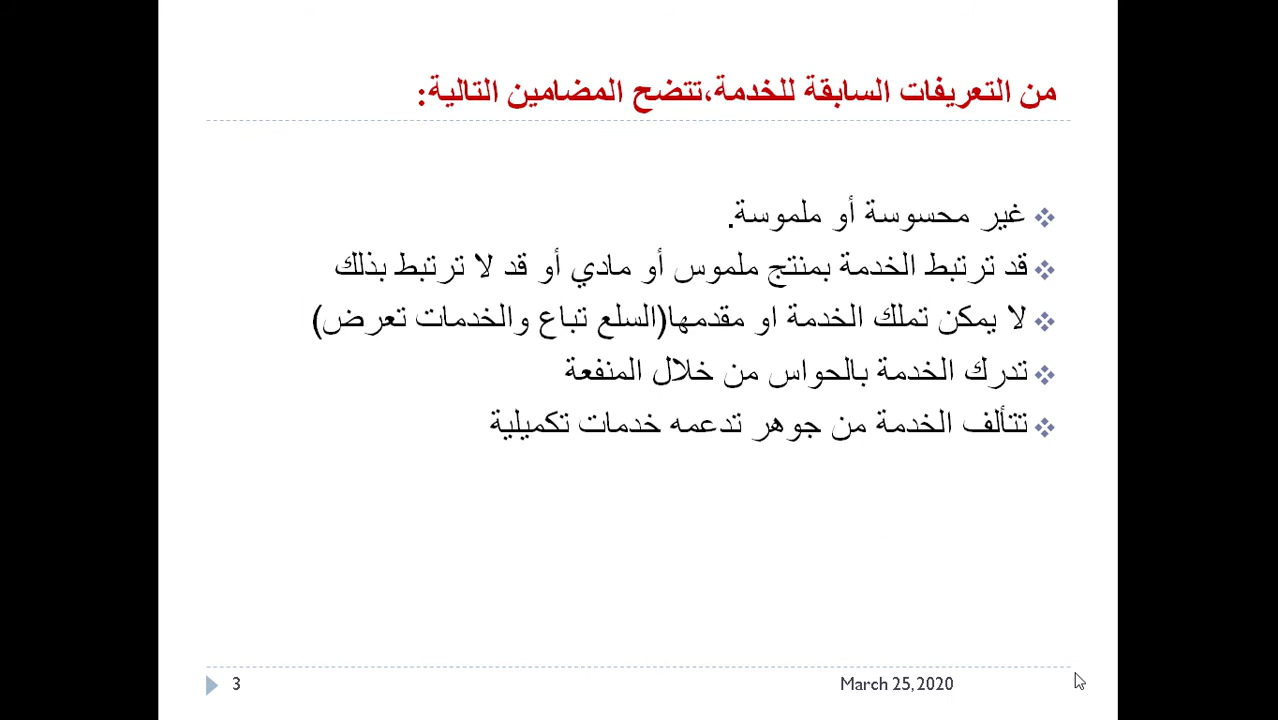 من التعريفات السابقة للخدمة،تتضح المضامين التالية:
غير محسوسة أو ملموسة.
قد ترتبط الخدمة بمنتج ملموس أو مادي أو قد لا ترتبط بذلك
لا يمكن تملك الخدمة او مقدمها(السلع تباع والخدمات تعرض)
تدرك الخدمة بالحواس من خلال المنفعة
تتألف الخدمة من جوهر تدعمه خدمات تكميلية
3
March 25,2020